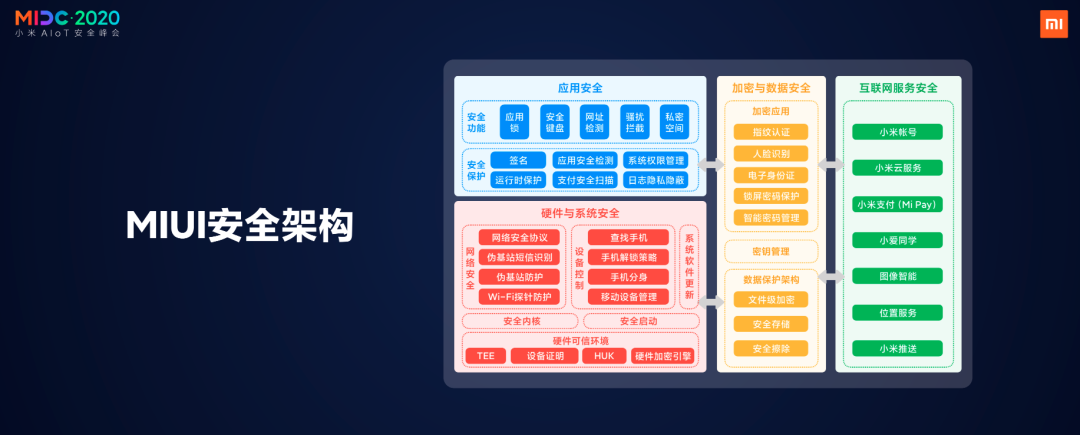 MIDC·2020
小米 AIoT 安全峰会
MI
MIUI安全架构
应用安全
安全功能
应用锁
安全键盘
网址检测
骚扰拦截
私密空间
安全保护
签名
应用安全检测
系统权限管理
运行时保护
支付安全扫描
日志隐私隐蔽
硬件与系统安全
网络安全
网络安全协议
伪基站短信识别
伪基站防护
Wi-Fi探针防护
设备控制
查找手机
手机解锁策略
手机分身
移动设备管理
系统软件更新
安全内核
安全启动
硬件可信环境
TEE
设备证明
HUK
硬件加密引擎
加密与数据安全
加密应用
指纹认证
人脸识别
电子身份证
锁屏密码保护
智能密码管理
密钥管理
数据保护架构
文件级加密
安全存储
安全擦除
互联网服务安全
小米帐号
小米云服务
小米支付 (Mi Pay)
小爱同学
图像智能
位置服务
小米推送